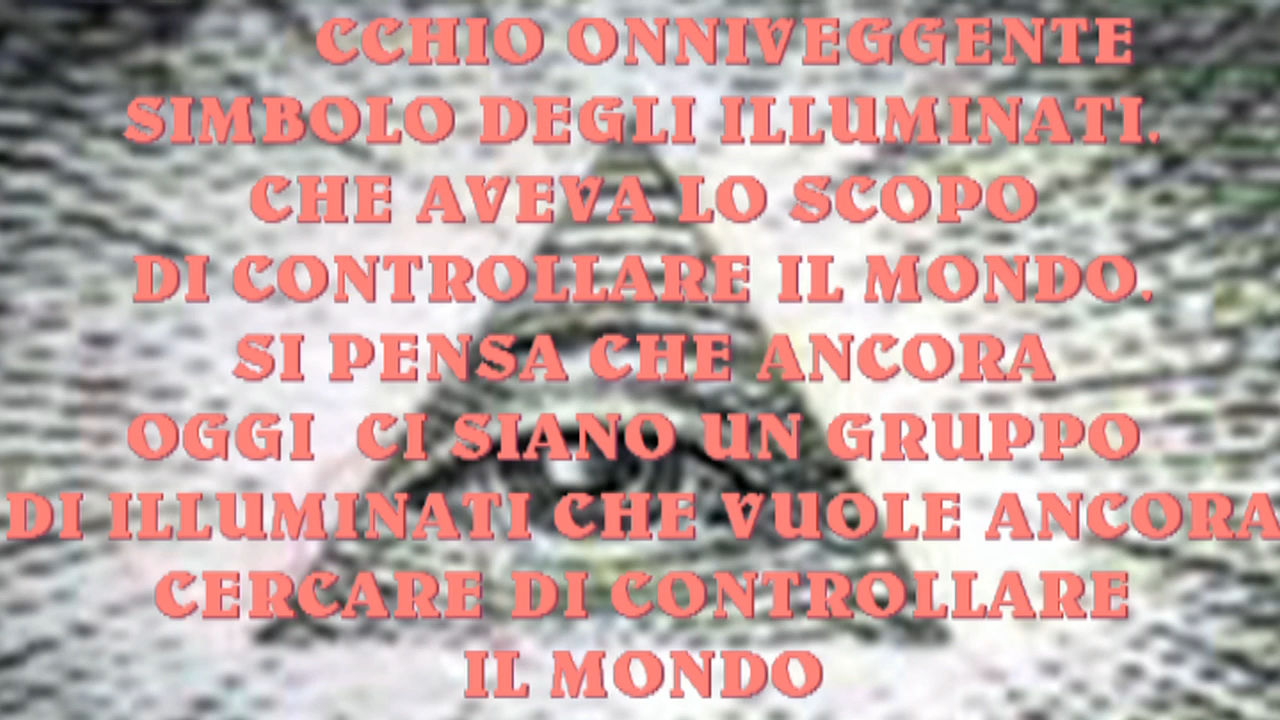 CCHIO ONNIVEGGENTE
SIMBOLO DEGLI ILLUMINATI.
CHE AVEVA LO SCOPO
DI CONTROLLARE IL MONDO.
SI PENSA CHE ANCORA
OGGI CI SIANO UN GRUPPO
DI ILLUMINATI CHE VUOLE ANCORA
CERCARE DI CONTROLLARE
IL MONDO